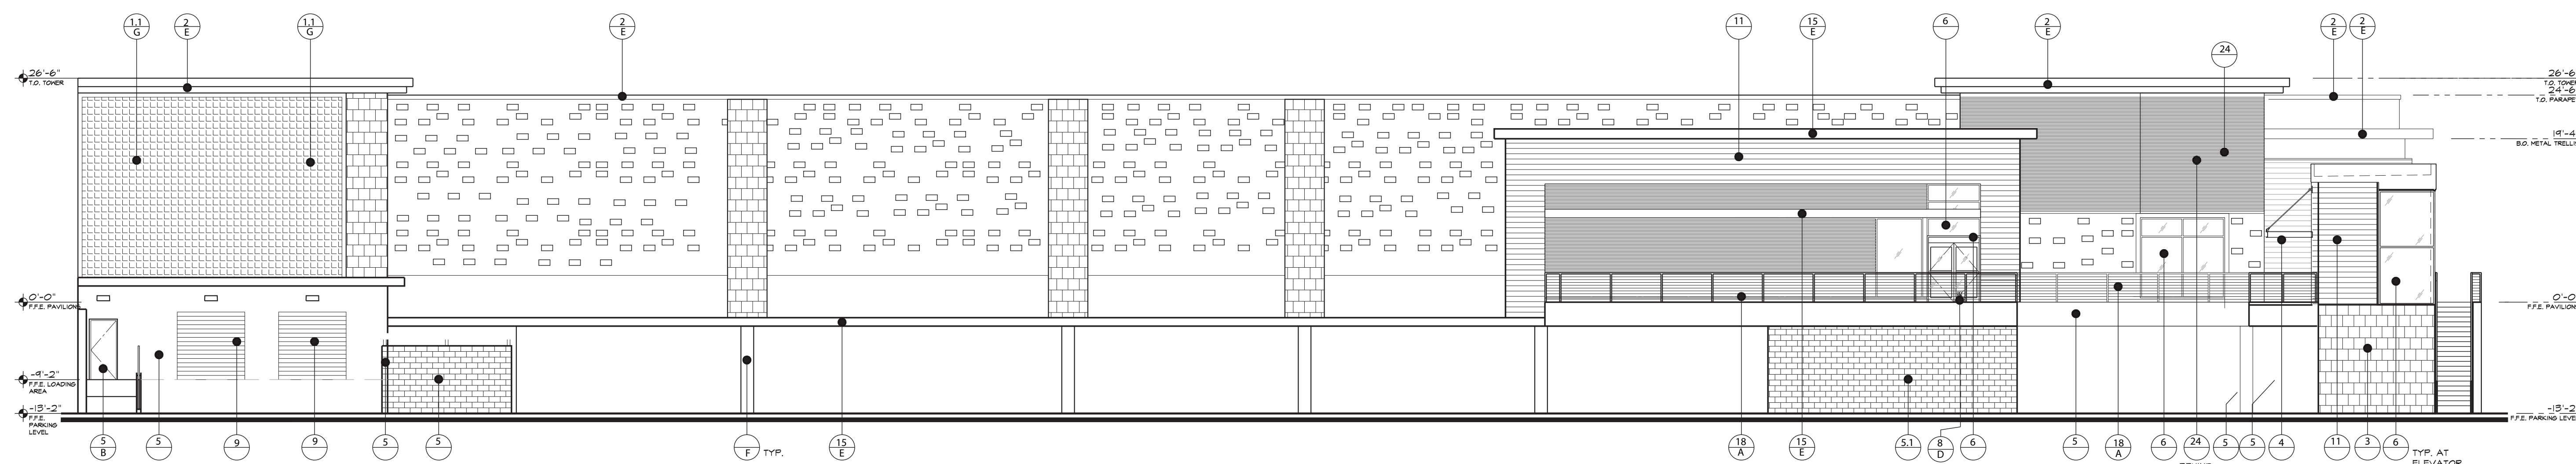 1.1
G
2
E
1.1
G
2
E
11
15
E
6
2
E
24
2
E
2
E
26'-6"
T.O. TOWER
0'-0"
F.F.E. PAVILIONS
-9'-2"
F.F.E. LOADING
AREA
-13'-2"
F.F.E.
PARKING
LEVEL
26'-6
T.O. TOWER
24'-6
T.O. PARAPE
19'-4
B.O. METAL TRELLI
0'-0
F.F.E. PAVILION
-13'-2
F.F.E. PARKING LEVE
5
B
5
9
9
5
5
F
TYP.
15
E
18
A
15
E
5.1
8
D
6
5
18
A
6
24
5
5
4
11
3
6
TYP. AT
ELEVATOR